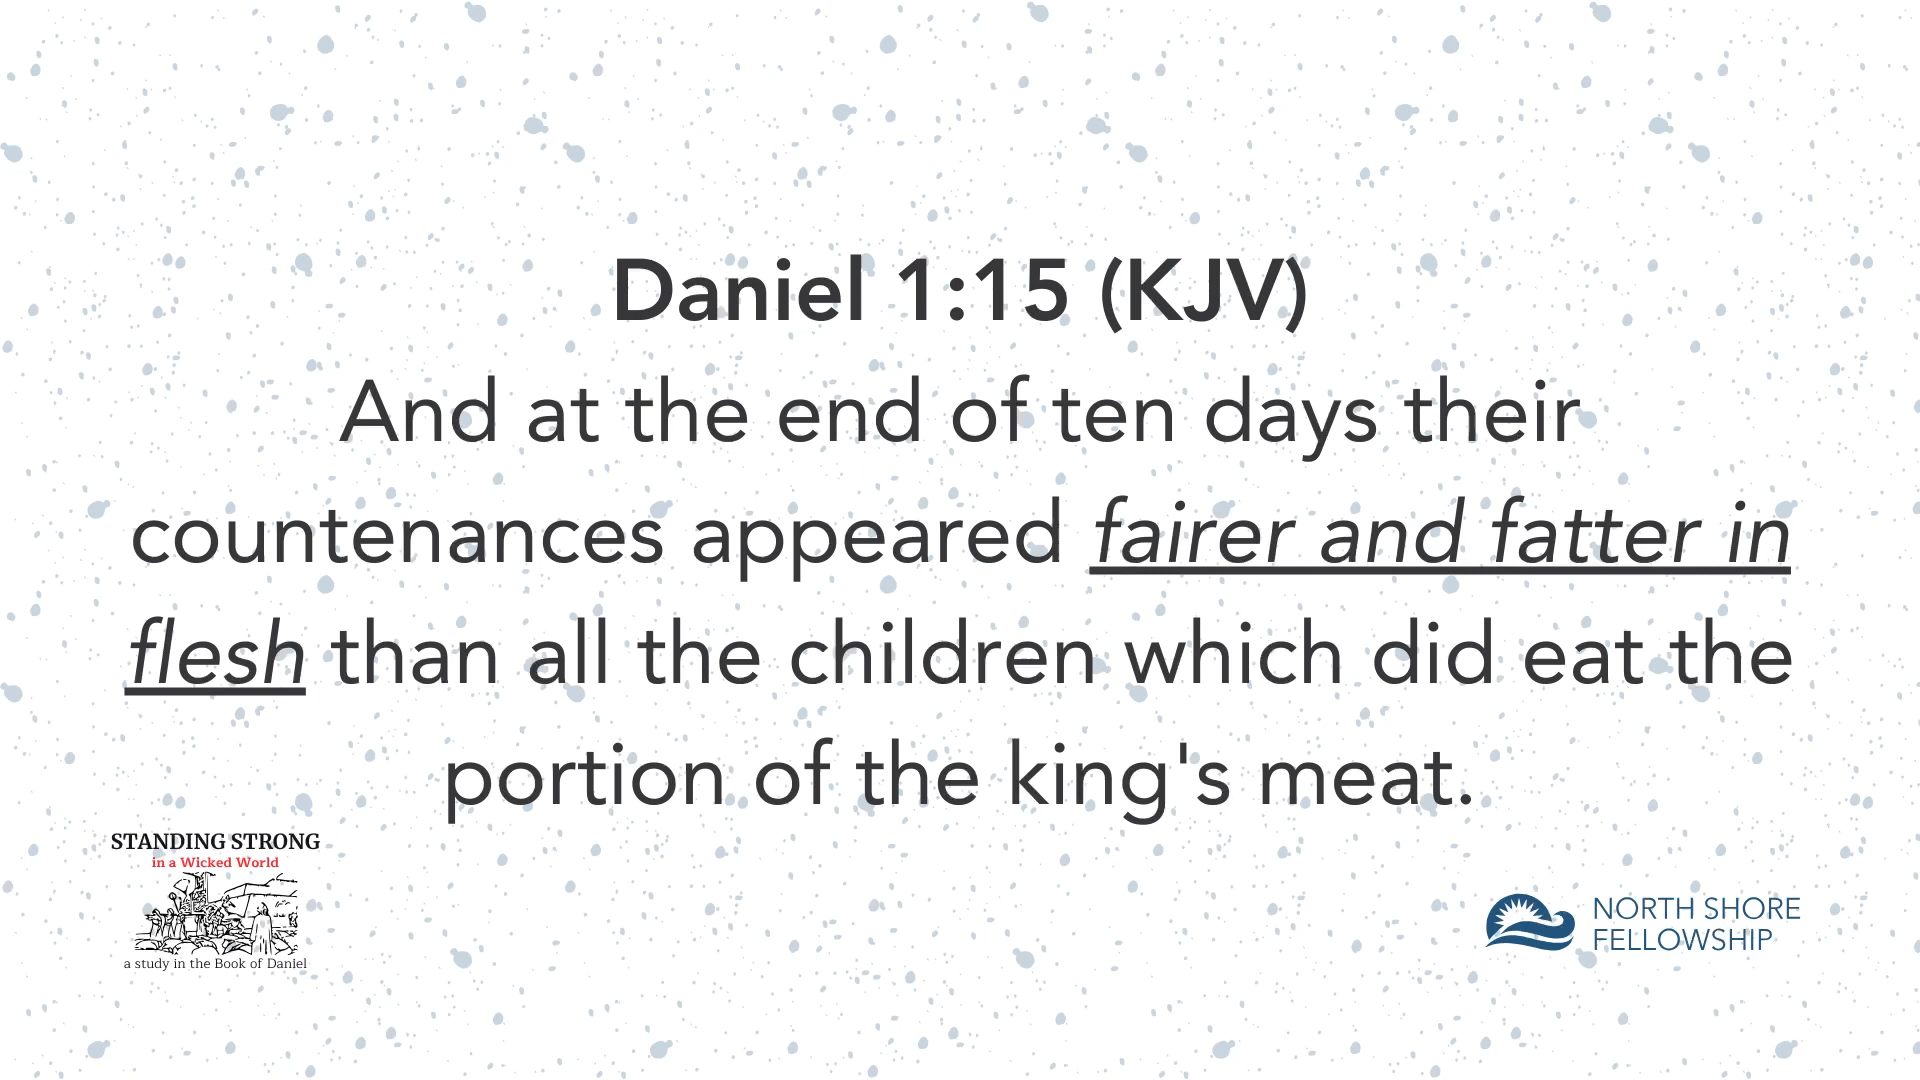 Daniel 1:15 (KJV)
And at the end of ten days their
countenances appeared fairer and fatter in
flesh than all the children which did eat the
portion of the king's meat.
STANDING STRONG
in a Wicked World
a study in the Book of Daniel
NORTH SHORE
FELLOWSHIP